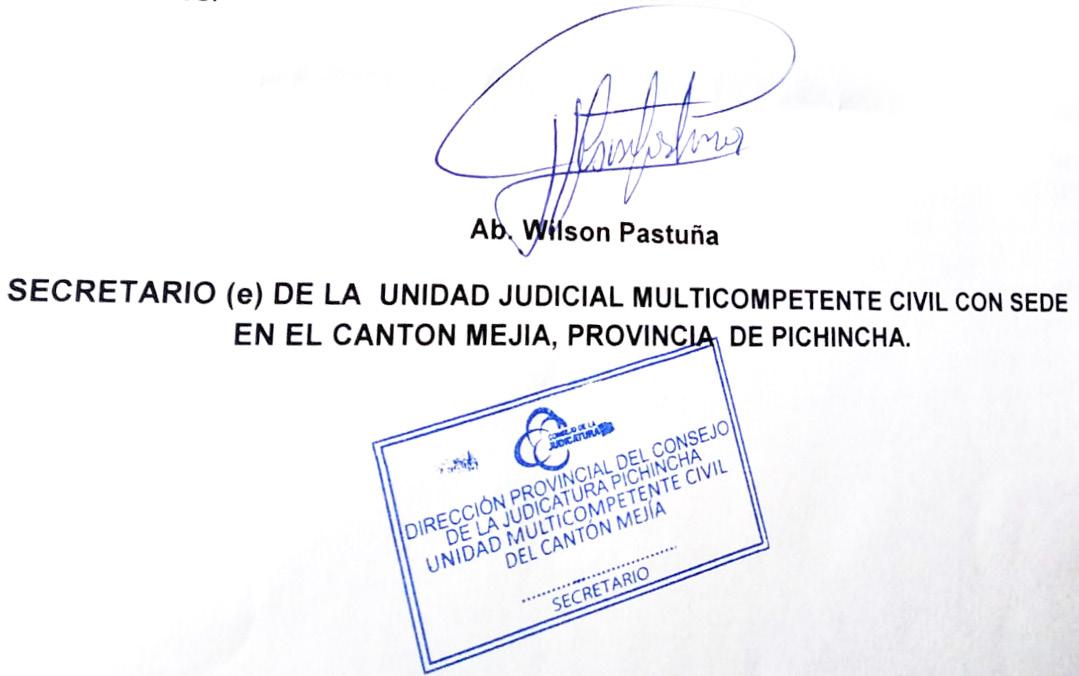 Ab. Wilson Pastuña
SECRETARIO (e) DE LA UNIDAD JUDICIAL MULTICOMPETENTE CIVIL CON SEDE
EN EL CANTON MEJIA, PROVINCIA DE PICHINCHA.
CONSEJO DE LA
JUDICATURA
DIRECCIÓN PROVINCIAL DEL CONSEJO
DE LA JUDICATURA PICHINCHA
UNIDAD MULTICOMPETENTE CIVIL
DEL CANTÓN MEJÍA
SECRETARIO